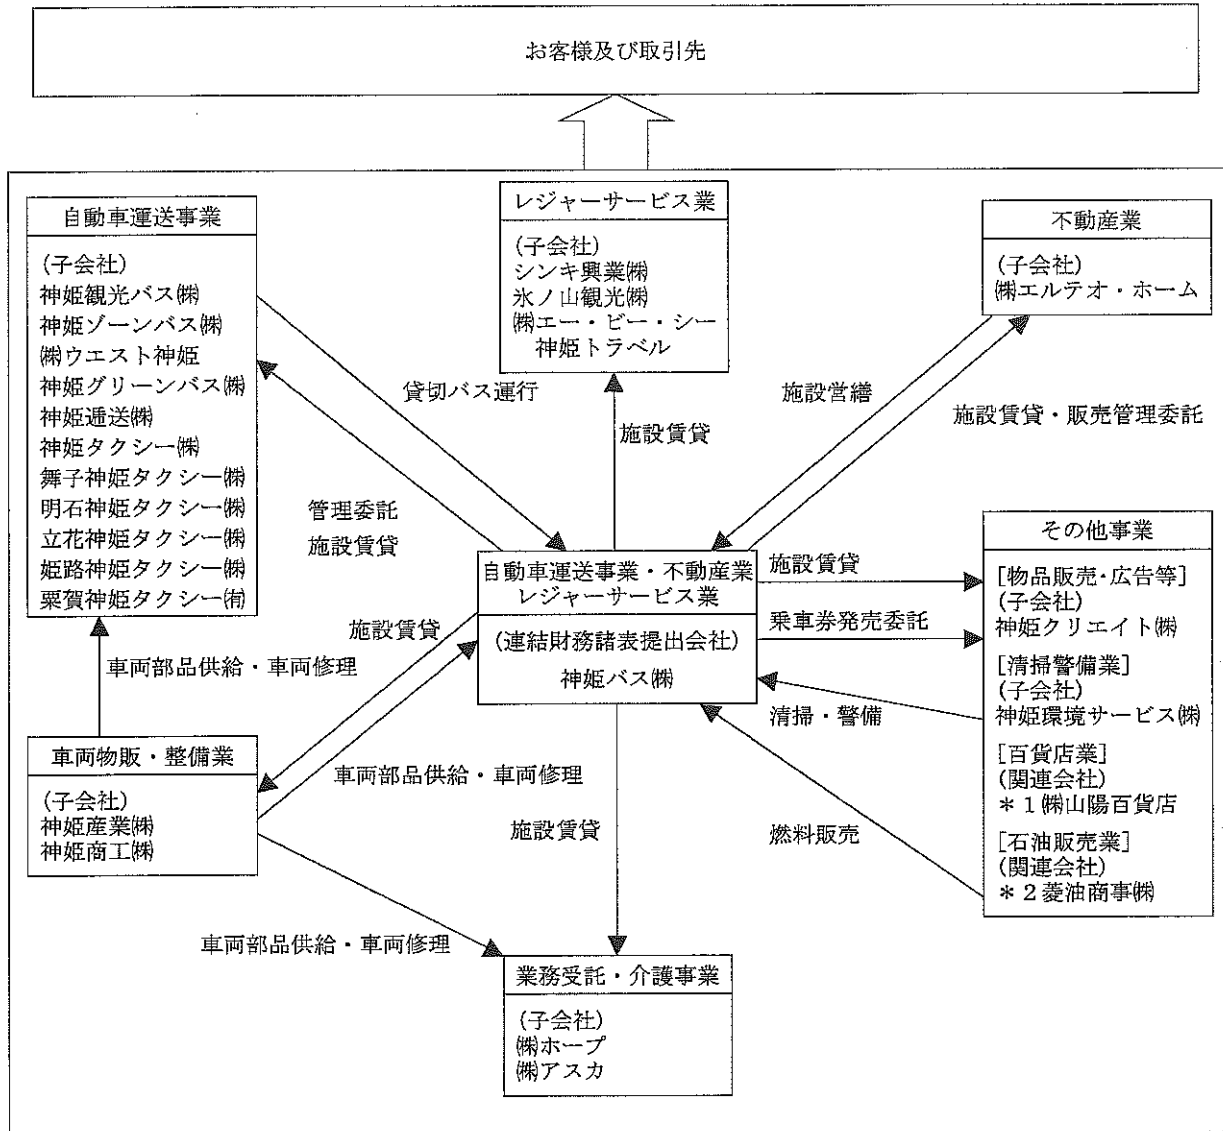 お客様及び取引先
自動車運送事業
(子会社)
神姫観光バス㈱
神姫ゾーンバス㈱
㈱ウエスト神姫
神姫グリーンバス㈱
神姫逓送㈱
神姫タクシー㈱
舞子神姫タクシー㈱
明石神姫タクシー㈱
立花神姫タクシー㈱
姫路神姫タクシー㈱
粟賀神姫タクシー㈲
レジャーサービス業
(子会社)
シンキ興業㈱
氷ノ山観光㈱
㈱エー・ビー・シー
神姫トラベル
不動産業
(子会社)
㈱エルテオ・ホーム
貸切バス運行
施設賃貸
施設営繕
施設賃貸・販売管理委託
管理委託
施設賃貸
自動車運送事業・不動産業
レジャーサービス業
(連結財務諸表提出会社)
神姫バス㈱
施設賃貸
乗車券発売委託
清掃・警備
燃料販売
その他事業
[物品販売・広告等]
(子会社)
神姫クリエイト㈱
[清掃警備業]
(子会社)
神姫環境サービス㈱
[百貨店業]
(関連会社)
＊1㈱山陽百貨店
[石油販売業]
(関連会社)
＊2菱油商事㈱
施設賃貸
車両部品供給・車両修理
車両物販・整備業
(子会社)
神姫産業㈱
神姫商工㈱
車両部品供給・車両修理
施設賃貸
車両部品供給・車両修理
業務受託・介護事業
(子会社)
㈱ホープ
㈱アスカ